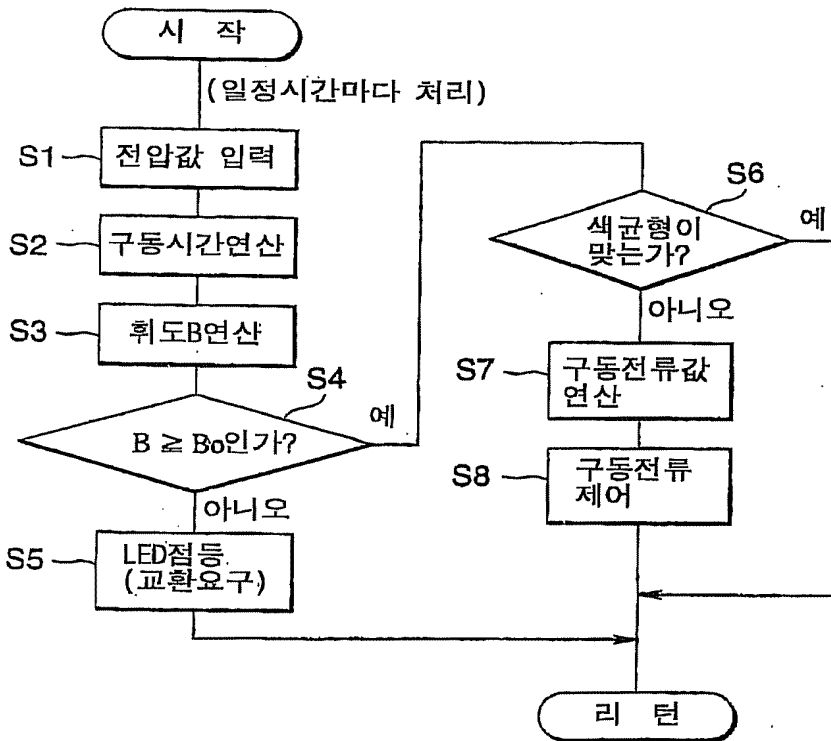 시 작
(일정시간마다 처리)
S1
전압값 입력
S2
구동시간연산
S3
휘도B연산
S4
B ≧ Bo인가?
예
아니오
S5
LED점등
(교환요구)
S6
색균형이
맞는가?
예
아니오
S7
구동전류값
연산
S8
구동전류
제어
리 턴